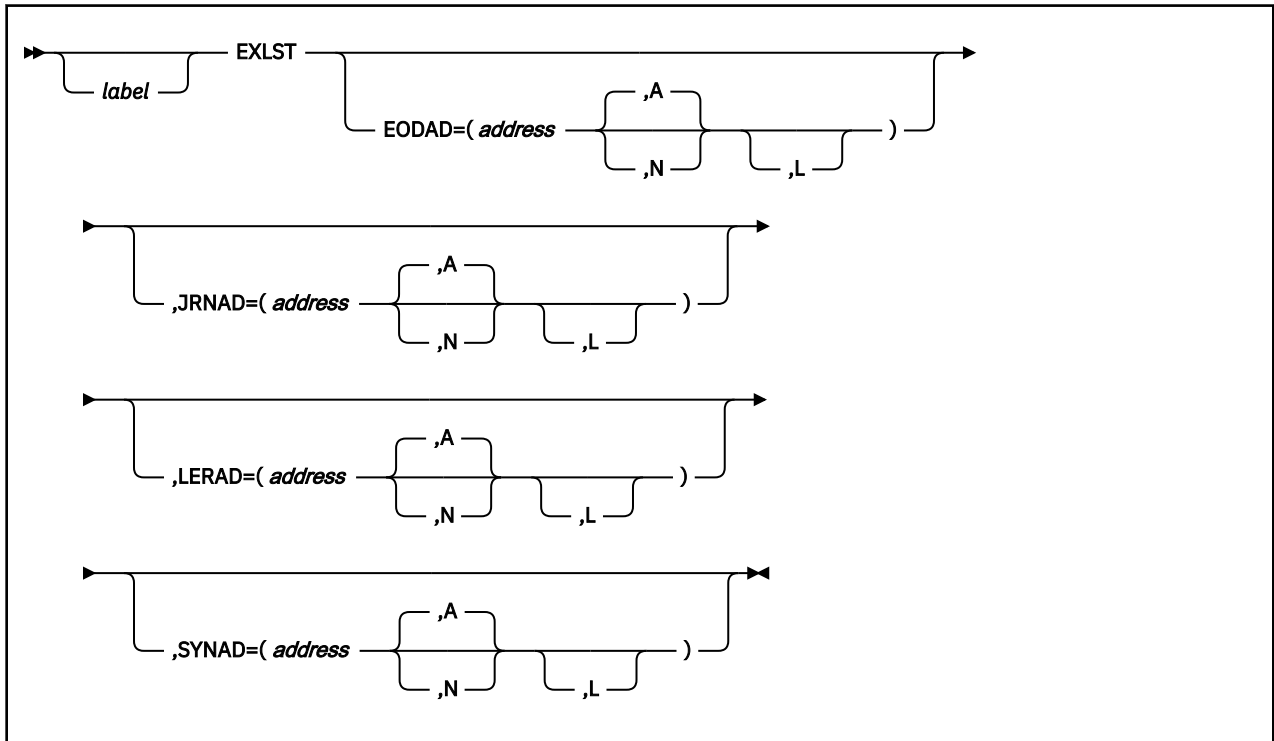 EXLST
label
,A
EODAD=( address )
,N ,L
,A
,JRNAD=( address )
,N ,L
,A
,LERAD=( address )
,N ,L
,A
,SYNAD=( address )
,N ,L